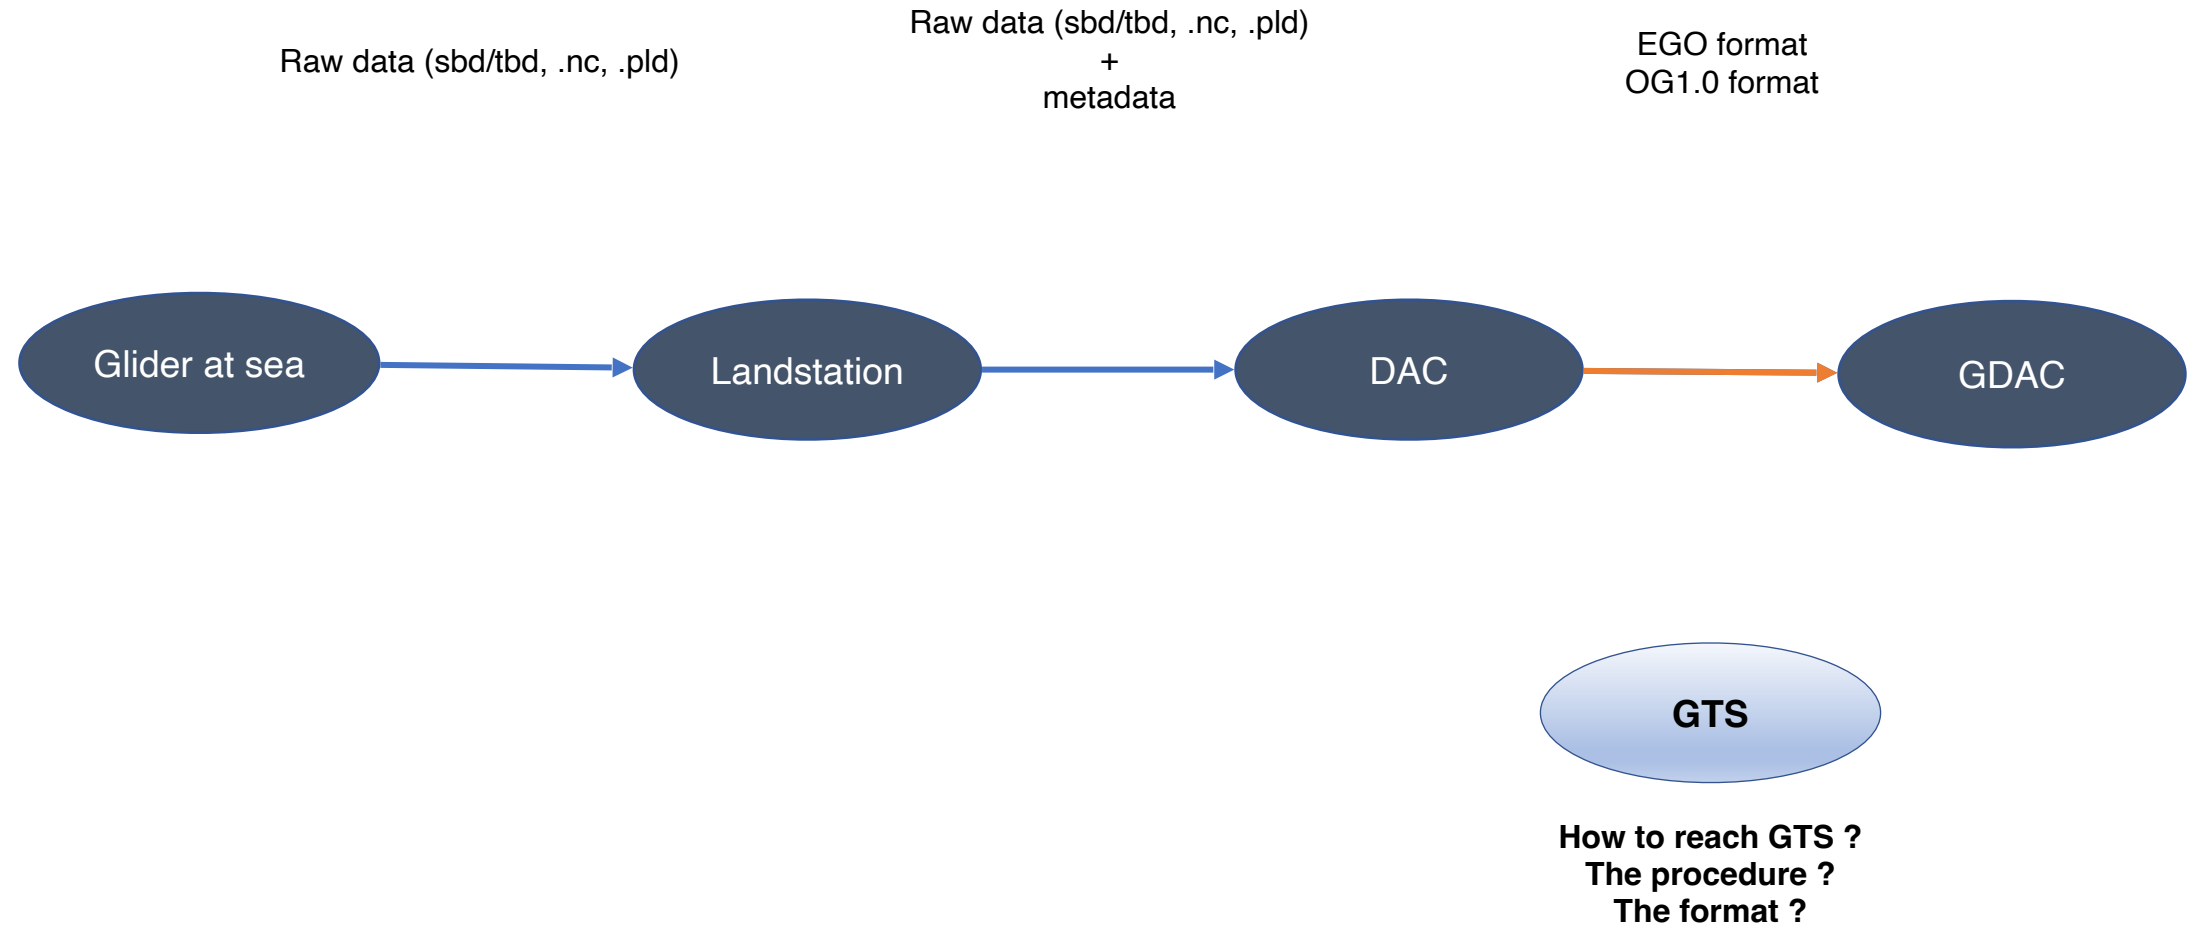 Raw data (sbd/tbd, .nc, .pld)
Raw data (sbd/tbd, .nc, .pld)
+
metadata
EGO format
OG1.0 format
Glider at sea
Landstation
DAC
GDAC
GTS
How to reach GTS ?
The procedure ?
The format ?